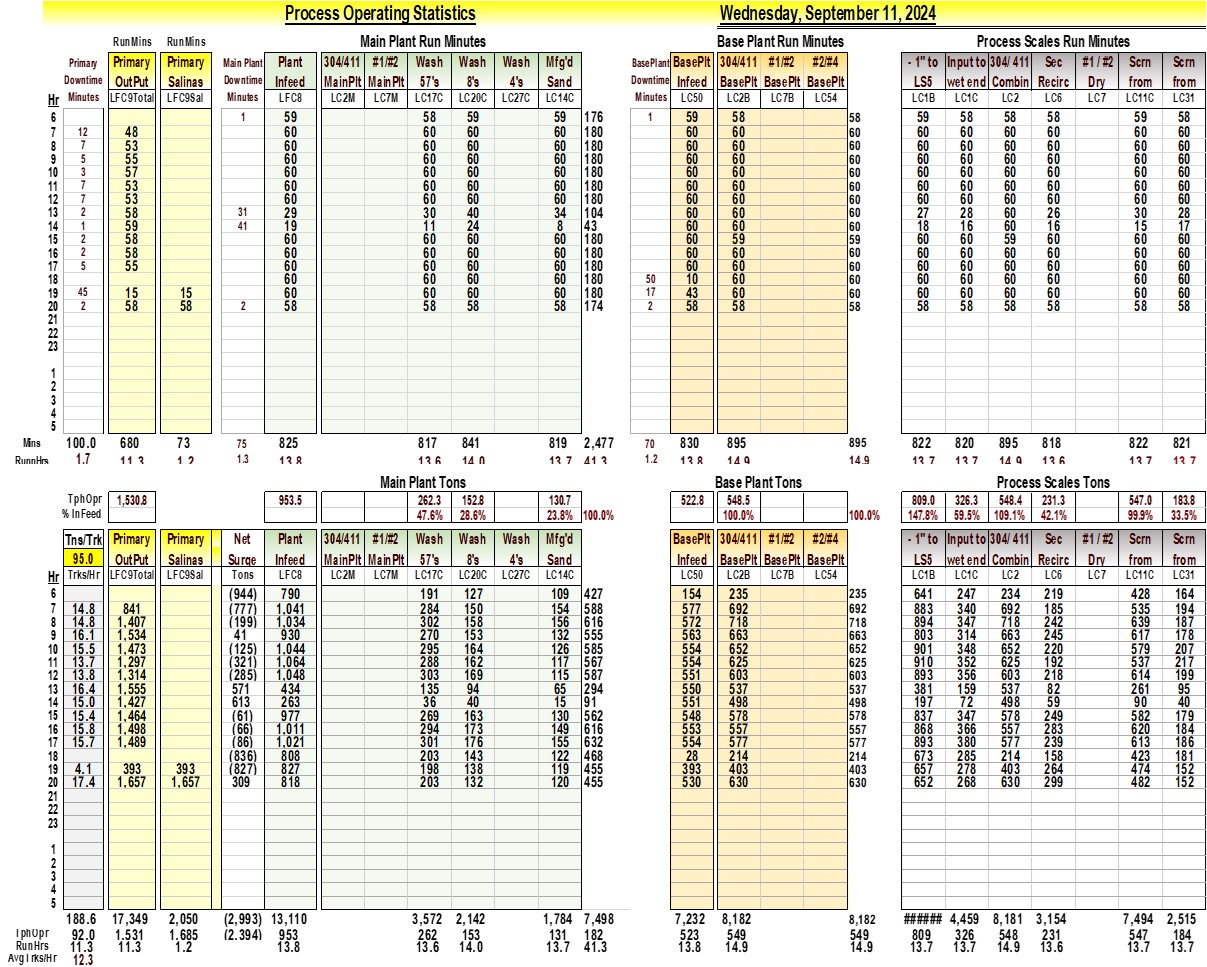 Process Operating Statistics Wednesday, September 11, 2024
RunMins RunMins Main Plant Run Minutes Base Plant Run Minutes Process Scales Run Minutes
Primary Primary Primary Main Plant Plant 304/411 #1/#2 Wash Wash Wash Mfg'd BasePlant BasePlt 304/411 #1/#2 #2/#4 - 1" to Input to 304/ 411 Sec #1 / #2 Scrn Scrn
Downtime OutPut Salinas Downtime Infeed MainPlt MainPlt 57's 8's 4's Sand Downtime Infeed BasePlt BasePlt BasePlt LS5 wet end Combin Recirc Dry from from
Hr Minutes LFC9Total LFC9Sal Minutes LFC8 LC2M LC7M LC17C LC20C LC27C LC14C Minutes LC50 LC2B LC7B LC54 LC1B LC1C LC2 LC6 LC7 LC11C LC31
6 1 59 58 59 59 176 1 59 58 58 59 58 58 58 59 58
7 12 48 60 60 60 60 180 60 60 60 60 60 60 60 60 60
8 7 53 60 60 60 60 180 60 60 60 60 60 60 60 60 60
9 5 55 60 60 60 60 180 60 60 60 60 60 60 60 60 60
10 3 57 60 60 60 60 180 60 60 60 60 60 60 60 60 60
11 7 53 60 60 60 60 180 60 60 60 60 60 60 60 60 60
12 7 53 60 60 60 60 180 60 60 60 60 60 60 60 60 60
13 2 58 31 29 30 40 34 104 60 60 60 27 28 60 26 30 28
14 1 59 41 19 11 24 8 43 60 60 60 18 16 60 16 15 17
15 2 58 60 60 60 60 180 60 59 59 60 60 59 60 60 60
16 2 58 60 60 60 60 180 60 60 60 60 60 60 60 60 60
17 5 55 60 60 60 60 180 60 60 60 60 60 60 60 60 60
18 60 60 60 60 180 50 10 60 60 60 60 60 60 60 60
19 45 15 15 60 60 60 60 180 17 43 60 60 60 60 60 60 60 60
20 2 58 58 2 58 58 58 58 174 2 58 58 58 58 58 58 58 58 58
21
22
23
1
2
3
4
5
Mins 100.0 680 73 75 825 817 841 819 2,477 70 830 895 895 822 820 895 818 822 821
RunnHrs 1.7 11.3 1.2 1.3 13.8 13.6 14.0 13.7 41.3 1.2 13.8 14.9 14.9 13.7 13.7 14.9 13.6 13.7 13.7
Main Plant Tons Base Plant Tons Process Scales Tons
TphOpr 1,530.8 953.5 262.3 152.8 130.7 522.8 548.5 809.0 326.3 548.4 231.3 547.0 183.8
% InFeed 47.6% 28.6% 23.8% 100.0% 100.0% 100.0% 147.8% 59.5% 109.1% 42.1% 99.9% 33.5%
Tns/Trk Primary Primary Net Plant 304/411 #1/#2 Wash Wash Wash Mfg'd BasePlt 304/411 #1/#2 #2/#4 - 1" to Input to 304/ 411 Sec #1 / #2 Scrn Scrn
95.0 OutPut Salinas Surge Infeed MainPlt MainPlt 57's 8's 4's Sand Infeed BasePlt BasePlt BasePlt LS5 wet end Combin Recirc Dry from from
Hr Trks/Hr LFC9Total LFC9Sal Tons LFC8 LC2M LC7M LC17C LC20C LC27C LC14C LC50 LC2B LC7B LC54 LC1B LC1C LC2 LC6 LC7 LC11C LC31
6 (944) 790 191 127 109 427 154 235 235 641 247 234 219 428 164
7 14.8 841 (777) 1,041 284 150 154 588 577 692 692 883 340 692 185 535 194
8 14.8 1,407 (199) 1,034 302 158 156 616 572 718 718 894 347 718 242 639 187
9 16.1 1,534 41 930 270 153 132 555 563 663 663 803 314 663 245 617 178
10 15.5 1,473 (125) 1,044 295 164 126 585 554 652 652 901 348 652 220 579 207
11 13.7 1,297 (321) 1,064 288 162 117 567 554 625 625 910 352 625 192 537 217
12 13.8 1,314 (285) 1,048 303 169 115 587 551 603 603 893 356 603 218 614 199
13 16.4 1,555 571 434 135 94 65 294 550 537 537 381 159 537 82 261 95
14 15.0 1,427 613 263 36 40 15 91 551 498 498 197 72 498 59 90 40
15 15.4 1,464 (61) 977 269 163 130 562 548 578 578 837 347 578 249 582 179
16 15.8 1,498 (66) 1,011 294 173 149 616 553 557 557 868 366 557 283 620 184
17 15.7 1,489 (86) 1,021 301 176 155 632 554 577 577 893 380 577 239 613 186
18 (836) 808 203 143 122 468 28 214 214 673 285 214 158 423 181
19 4.1 393 393 (827) 827 198 138 119 455 393 403 403 657 278 403 264 474 152
20 17.4 1,657 1,657 309 818 203 132 120 455 530 630 630 652 268 630 299 482 152
21
22
23
1
2
3
4
5
188.6 17,349 2,050 (2,993) 13,110 3,572 2,142 1,784 7,498 7,232 8,182 8,182 ###### 4,459 8,181 3,154 7,494 2,515
TphOpr 92.0 1,531 1,685 (2,394) 953 262 153 131 182 523 549 549 809 326 548 231 547 184
RunHrs 11.3 11.3 1.2 13.8 13.6 14.0 13.7 41.3 13.8 14.9 14.9 13.7 13.7 14.9 13.6 13.7 13.7
AvgTrks/Hr 12.3